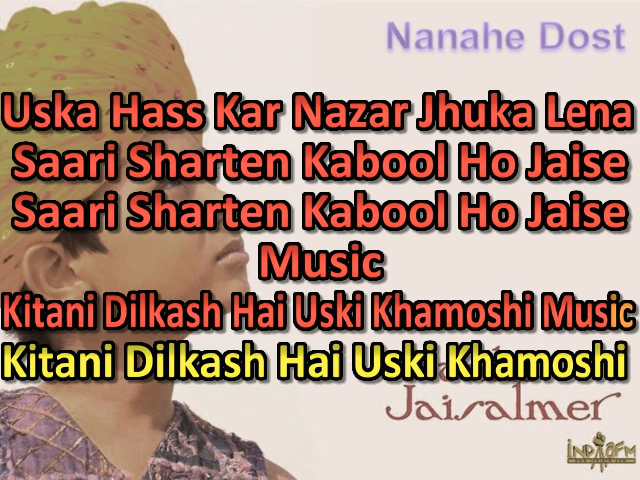 Nanahe Dost
Uska Hass Kar Nazar Jhuka Lena
Saari Sharten Kabool Ho Jaise
Saari Sharten Kabool Ho Jaise
Music
Kitani Dilkash Hai Uski Khamoshi Music
Kitani Dilkash Hai Uski Khamoshi
Jaisalmer
INDIAFM